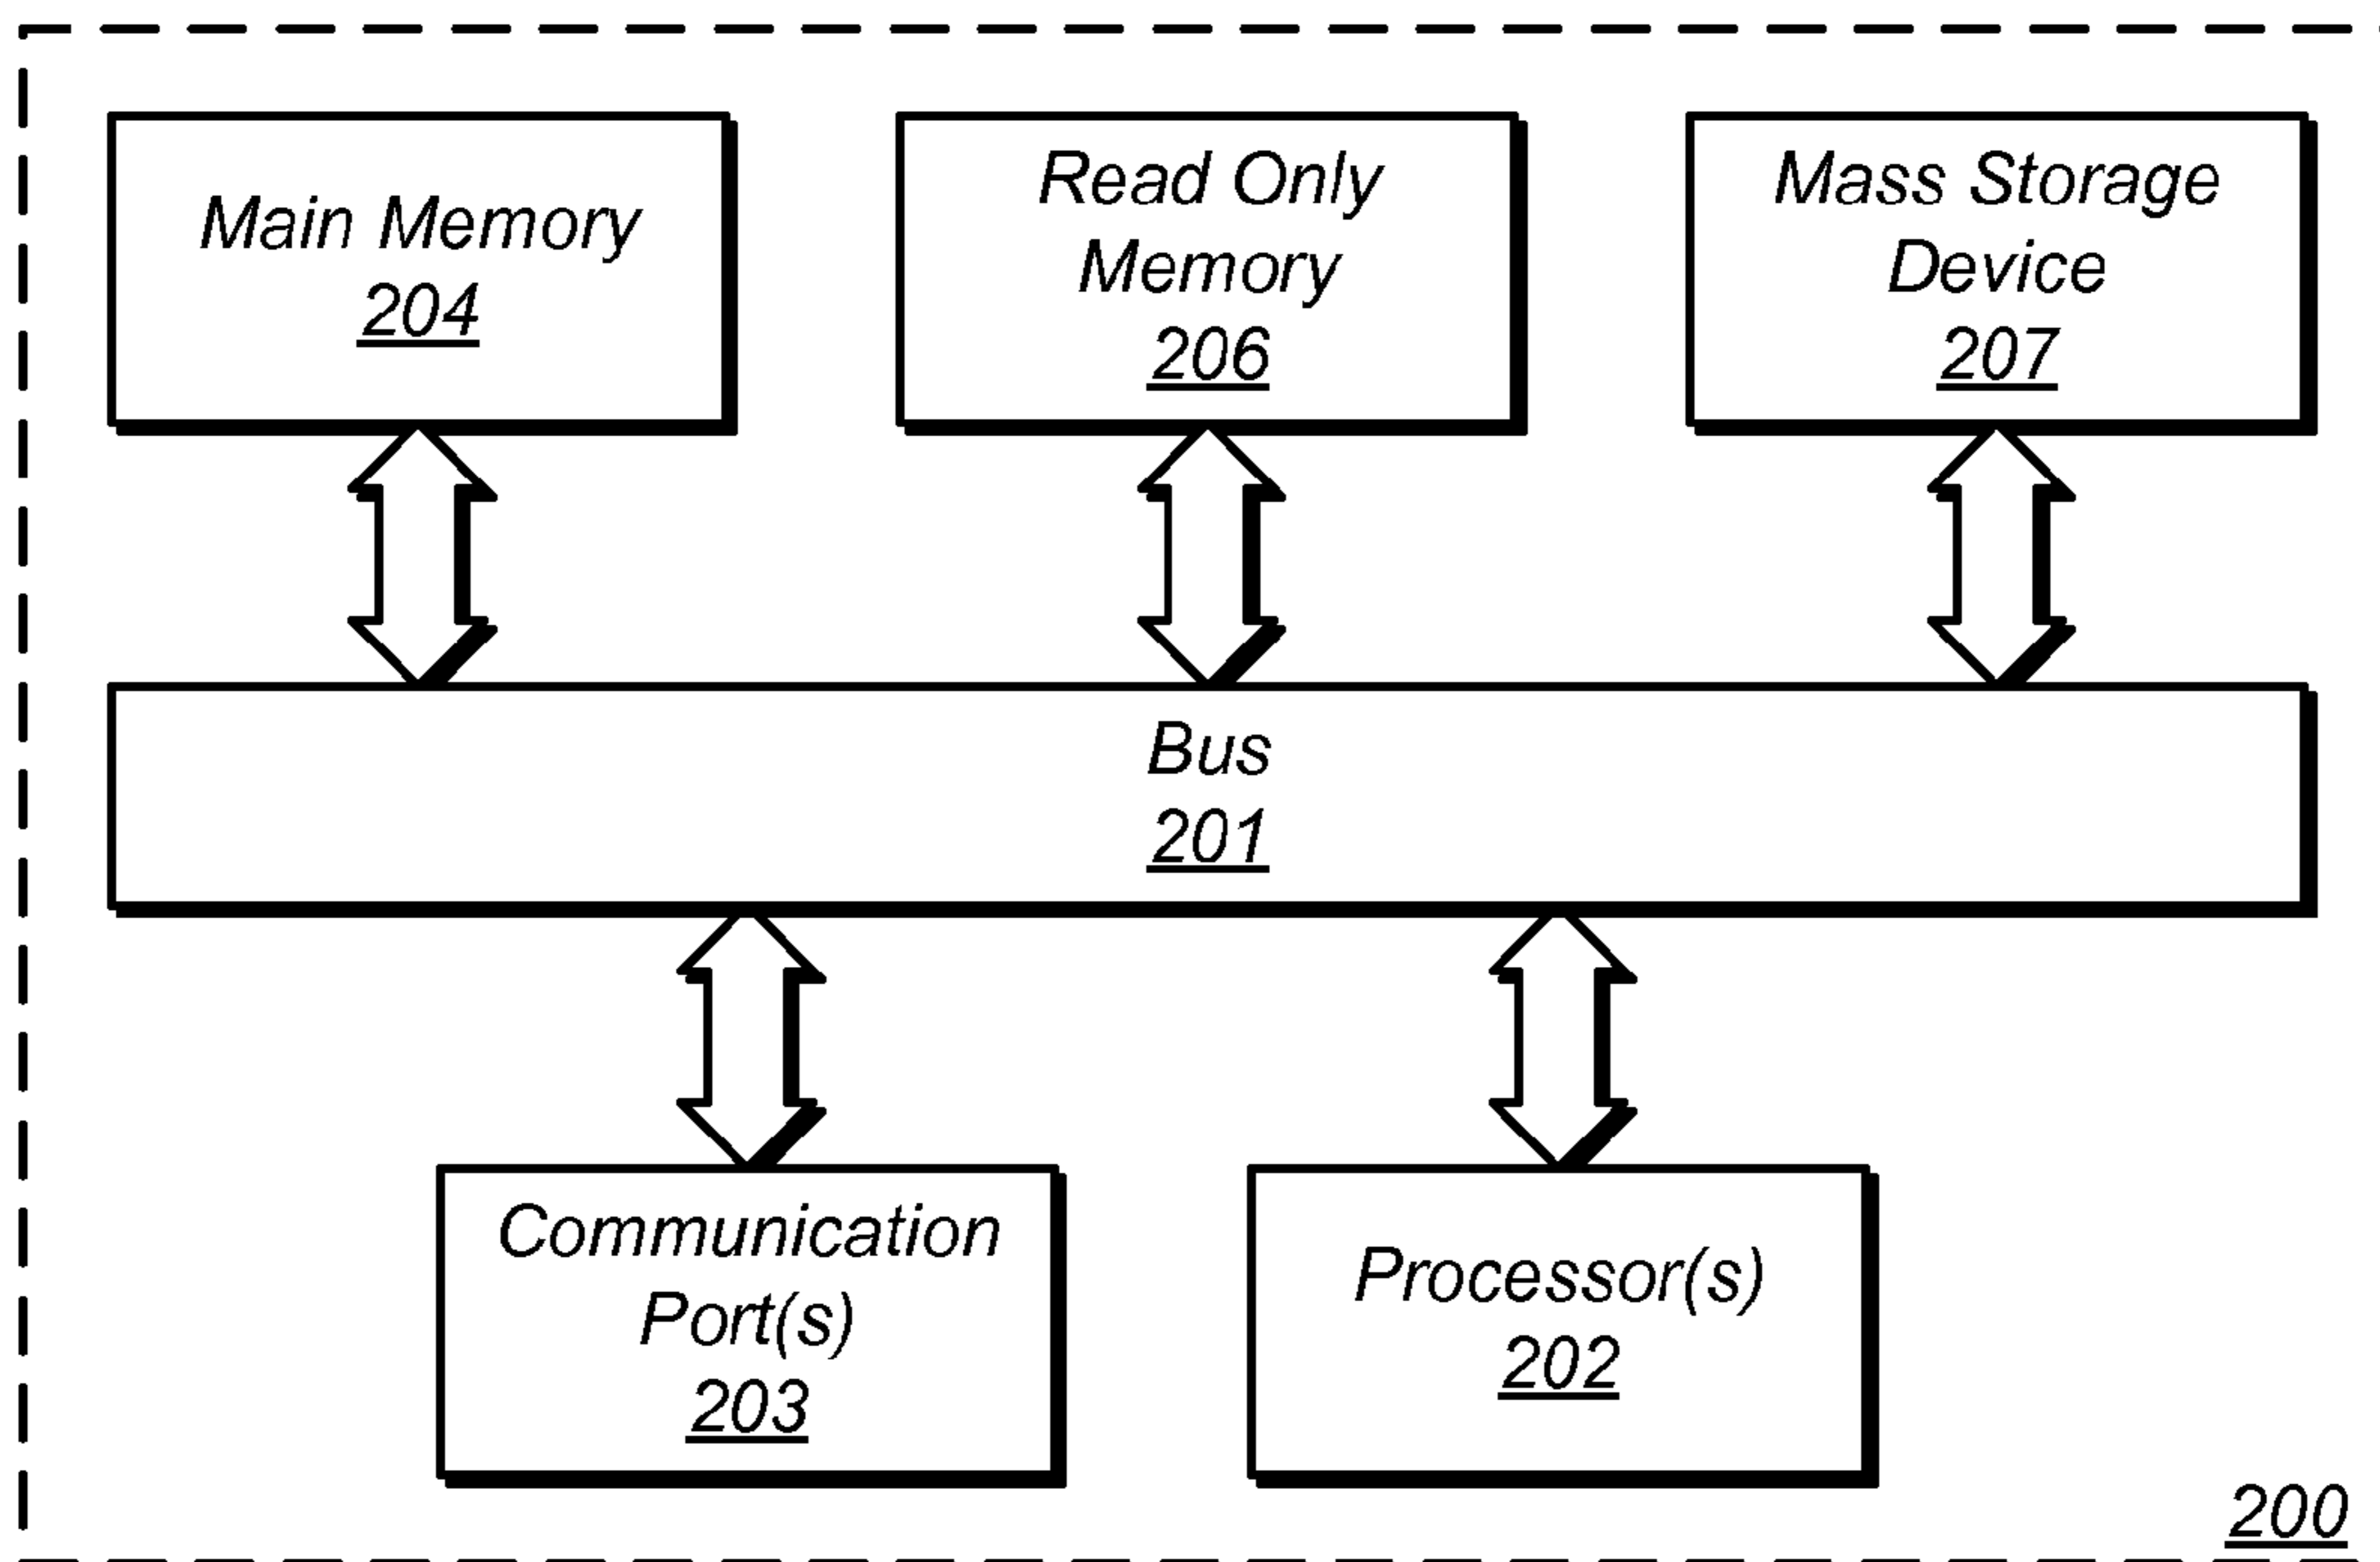 Main Memory
204
Read Only
Memory
206
Mass Storage
Device
207
Bus
201
Communication
Port(s)
203
Processor(s)
202
200